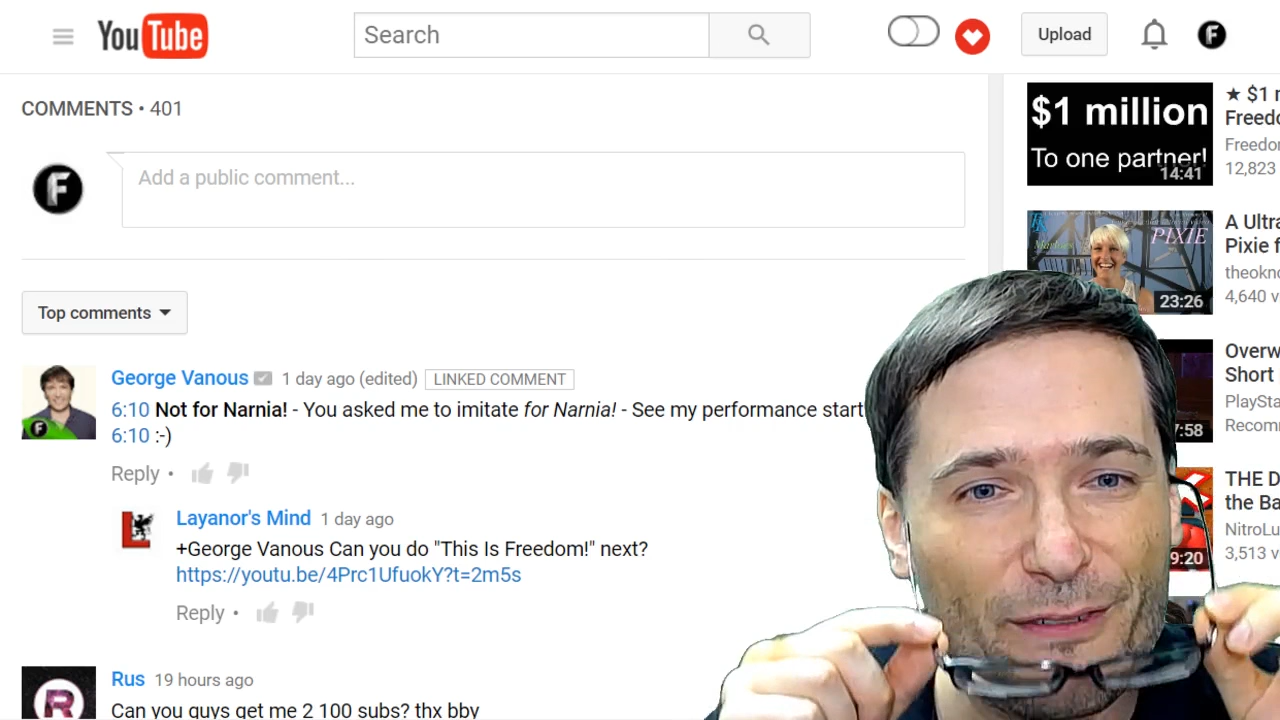 YouTube
Search
Upload
F
COMMENTS • 401
F
Add a public comment...
Top comments
George Vanous 1 day ago (edited) LINKED COMMENT
6:10 Not for Narnia! - You asked me to imitate for Narnia! - See my performance start
6:10 :-)
Reply •
Layanor's Mind 1 day ago
+George Vanous Can you do "This Is Freedom!" next?
https://youtu.be/4Prc1UfuokY?t=2m5s
Reply •
R
Rus 19 hours ago
Can you guys get me 2 100 subs? thx bby
$1 million
To one partner!
14:41
★ $1
Freedo
Freedom
12,823
PIXIE
23:26
A Ultra
Pixie f
theokno
4,640 v
7:58
Overw
Short
PlaySta
Recomm
9:20
THE D
the Ba
NitroLu
3,513 v